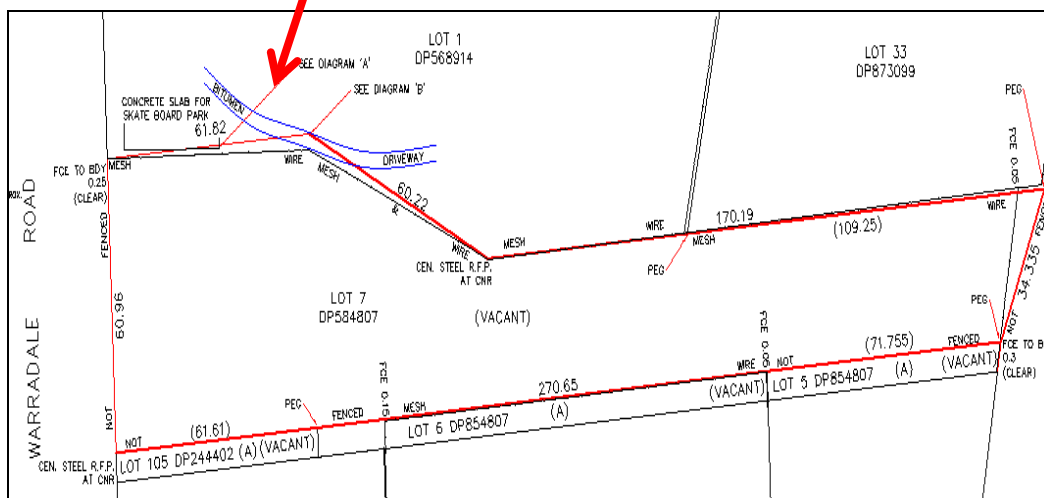 LOT 1
DP568914
LOT 33
DP873099
SEE DIAGRAM 'A'
SEE DIAGRAM 'B'
PEG
BITUMEN
CONCRETE SLAB FOR
SKATE BOARD PARK
61.82
DRIVEWAY
MESH
WIRE
MESH
&
WIRE
60.22
FCE TO BDY
0.25
(CLEAR)
FENCED
ROAD
FCE 0.05
WIRE
170.19
(109.25)
WIRE
MESH
MESH
PEG
CEN. STEEL R.F.P.
AT CNR
34.335
NOT
LOT 7
DP584807
(VACANT)
60.96
NOT
WARRADALE
PEG
FCE 0.06
(71.755)
FENCED
NOT
WIRE
0.3
(CLEAR)
(VACANT)
LOT 5 DP854807
(A)
270.65
(A)
(VACANT)
FCE 0.15
MESH
LOT 6 DP854807
PEG
FENCED
(61.61)
NOT
LOT 105 DP244402 (A) (VACANT)
CEN. STEEL R.F.P.
AT CNR